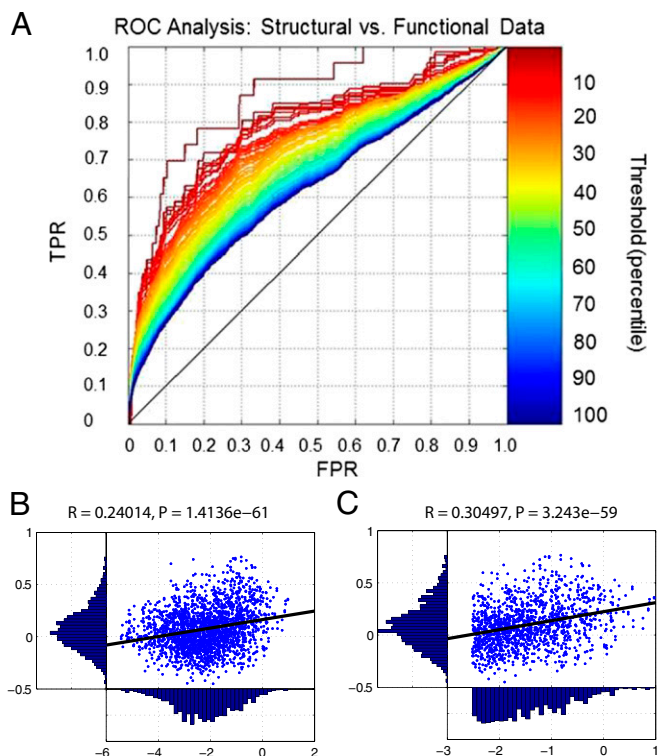 A
ROC Analysis: Structural vs. Functional Data
1.0
0.9
0.8
0.7
0.6
0.5
0.4
0.3
0.2
0.1
0
TPR
0 0.1 0.2 0.3 0.4 0.5 0.6 0.7 0.8 0.9 1.0
FPR
10
20
30
40
50
60
70
80
90
100
Threshold (percentile)
B
R = 0.24014, P = 1.4136e−61
1
0.5
0
−0.5
−6 −4 −2 0 2
C
R = 0.30497, P = 3.243e−59
1
0.5
0
−0.5
−3 −2 −1 0 1